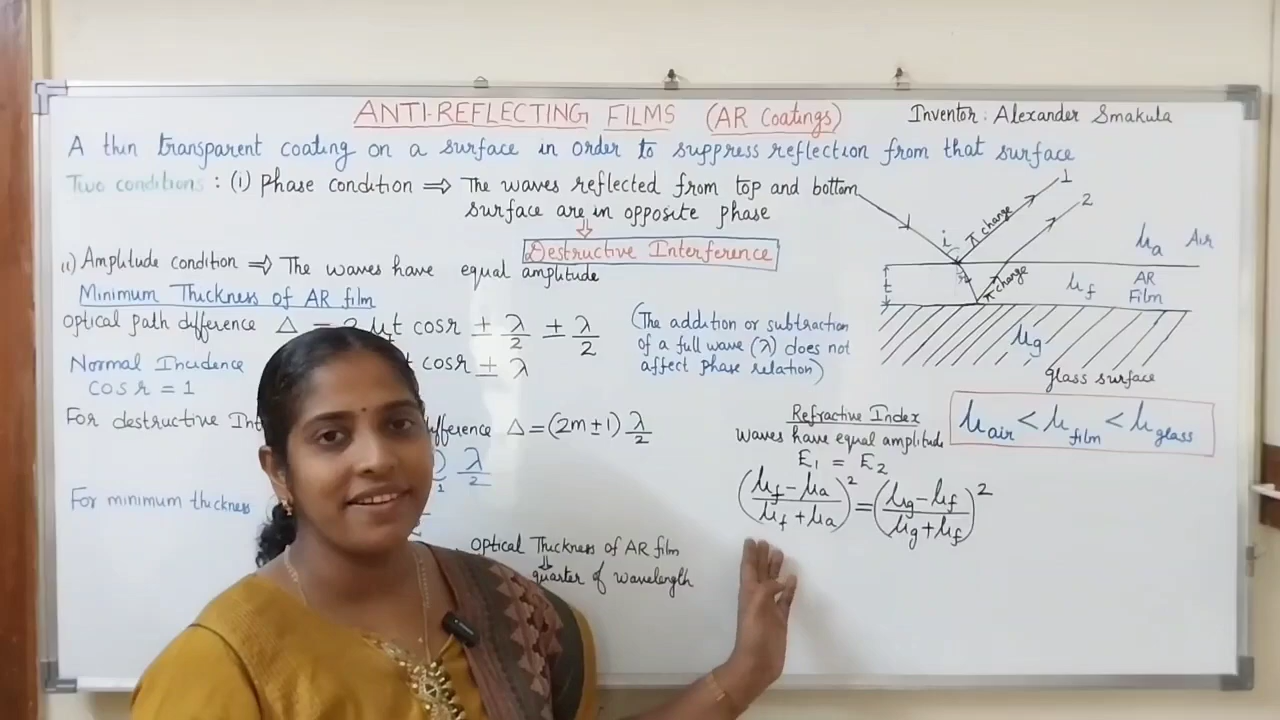 ANTI-REFLECTING FILMS (AR Coatings)
Inventor: Alexander Smakula
A thin transparent coating on a surface in order to suppress reflection from that surface
Two conditions : (i) Phase condition ⟹ The waves reflected from top and bottom
surface are in opposite phase
⇓
Destructive Interference
(ii) Amplitude condition ⟹ The waves have equal amplitude
Minimum Thickness of AR film
Optical path difference Δ = 2 μt cos r ± λ/2 ± λ/2
Normal Incidence t cos r ± λ
cos r = 1
(The addition or subtraction
of a full wave (λ) does not
affect phase relation)
For destructive Int ifference Δ = (2m ± 1) λ/2
) λ/2
1
For minimum thickness
Optical Thickness of AR film
⇓
quarter of wavelength
1
2
i
π change
π change
μa Air
t
μf AR
Film
μg
glass surface
μair < μfilm < μglass
Refractive Index
waves have equal amplitude
E1 = E2
((μf − μa)/(μf + μa))² = ((μg − μf)/(μg + μf))²